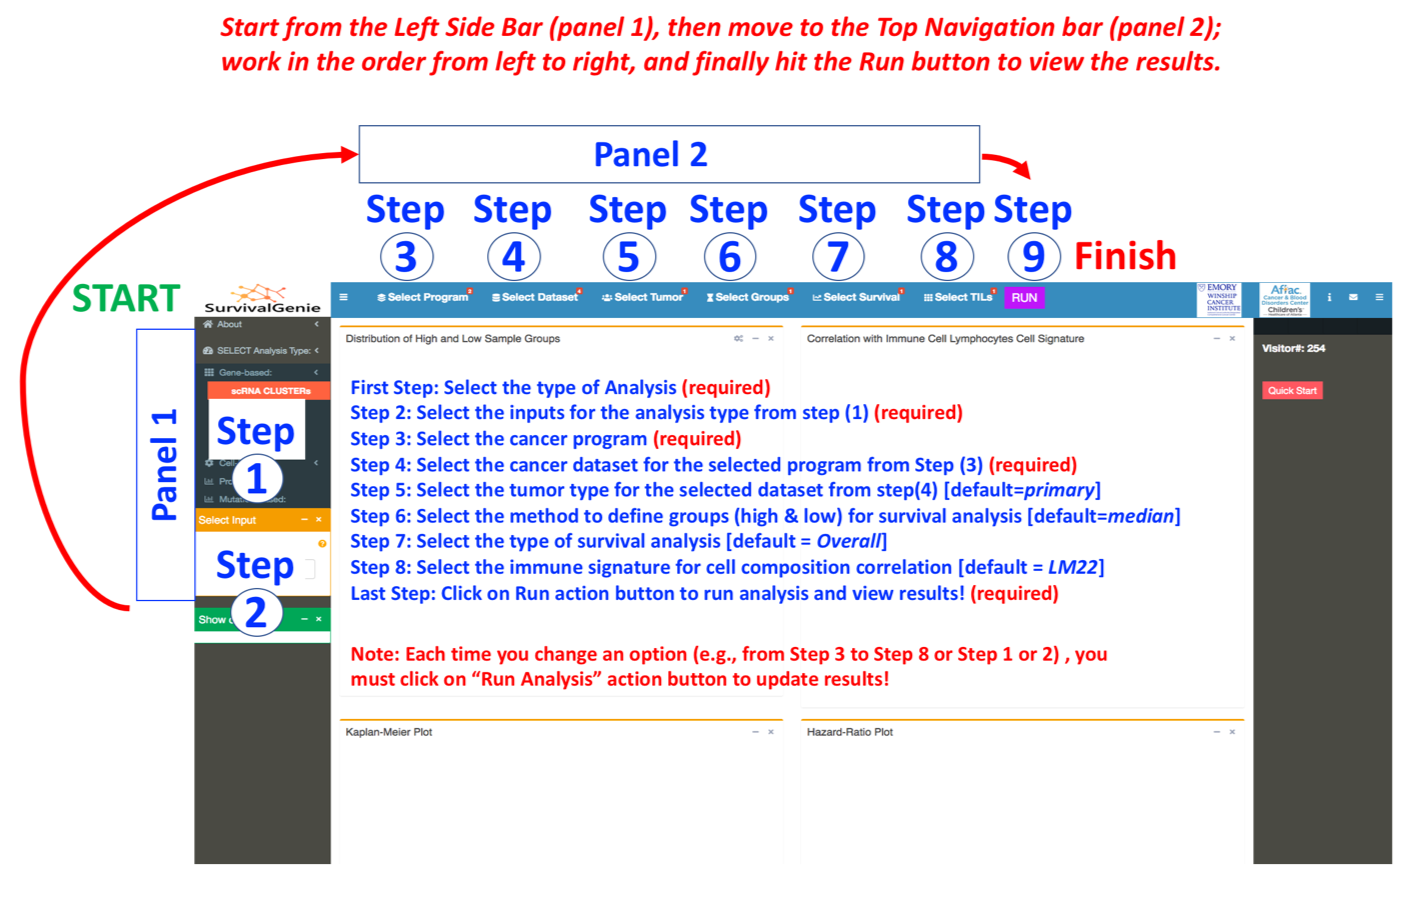 Start from the Left Side Bar (panel 1), then move to the Top Navigation bar (panel 2);
work in the order from left to right, and finally hit the Run button to view the results.
Panel 2
Step Step Step Step Step Step Step
3 4 5 6 7 8 9 Finish
START
SurvivalGenie
Select Program 2 Select Dataset 4 Select Tumor 1 Select Groups 1 Select Survival 1 Select TILs RUN
EMORY
WINSHIP
CANCER
INSTITUTE
Aflac
Cancer & Blood
Disorders Center
Children's
Panel 1
About
SELECT Analysis Type:
Gene-based:
scRNA CLUSTERs
Step
1
Select Input
Step
2
Show
Distribution of High and Low Sample Groups
Correlation with Immune Cell Lymphocytes Cell Signature
Visitor#: 254
Quick Start
First Step: Select the type of Analysis (required)
Step 2: Select the inputs for the analysis type from step (1) (required)
Step 3: Select the cancer program (required)
Step 4: Select the cancer dataset for the selected program from Step (3) (required)
Step 5: Select the tumor type for the selected dataset from step(4) [default=primary]
Step 6: Select the method to define groups (high & low) for survival analysis [default=median]
Step 7: Select the type of survival analysis [default = Overall]
Step 8: Select the immune signature for cell composition correlation [default = LM22]
Last Step: Click on Run action button to run analysis and view results! (required)
Note: Each time you change an option (e.g., from Step 3 to Step 8 or Step 1 or 2) , you
must click on “Run Analysis” action button to update results!
Kaplan-Meier Plot
Hazard-Ratio Plot